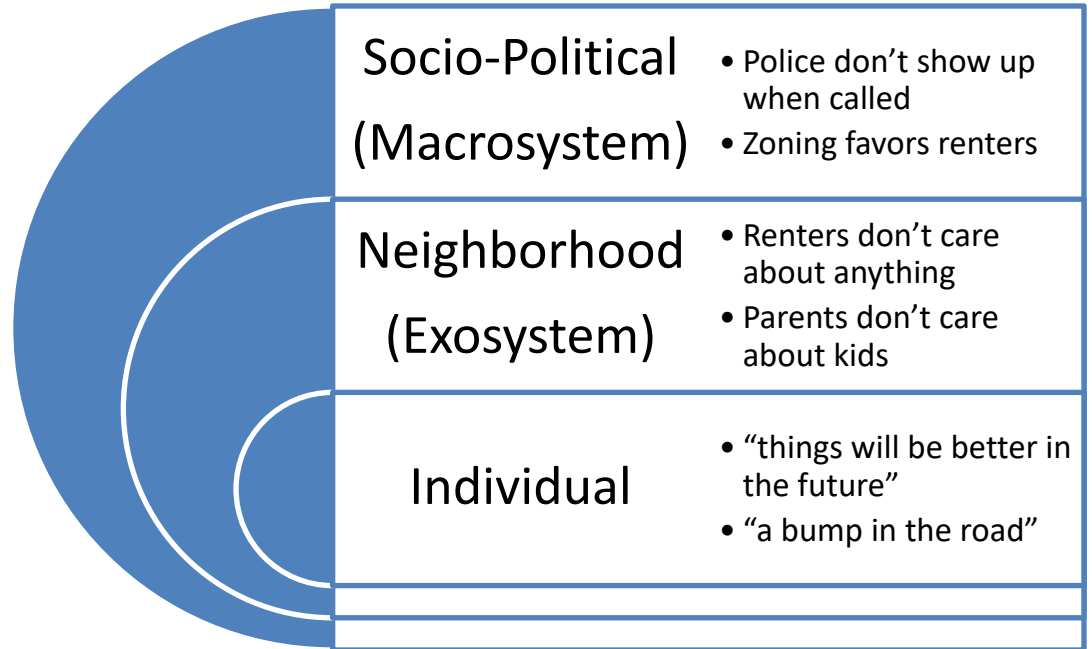 Socio-Political
(Macrosystem)
• Police don’t show up
when called
• Zoning favors renters
Neighborhood
(Exosystem)
• Renters don’t care
about anything
• Parents don’t care
about kids
Individual
• “things will be better in
the future”
• “a bump in the road”